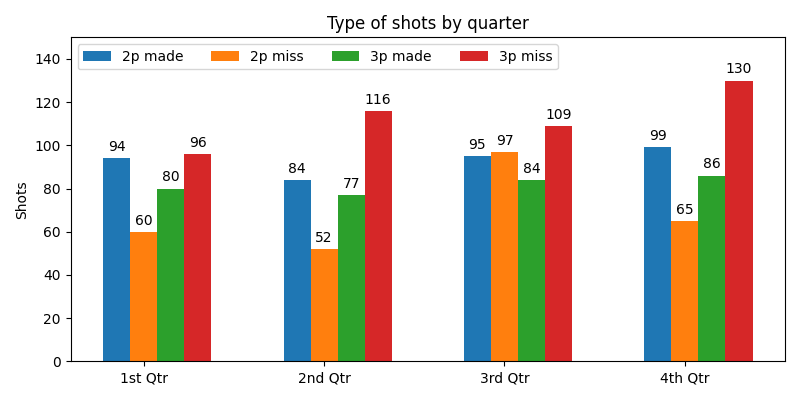 Type of shots by quarter
2p made 2p miss 3p made 3p miss
Shots
140
120
100
80
60
40
20
0
94 60 80 96
84 52 77 116
95 97 84 109
99 65 86 130
1st Qtr 2nd Qtr 3rd Qtr 4th Qtr